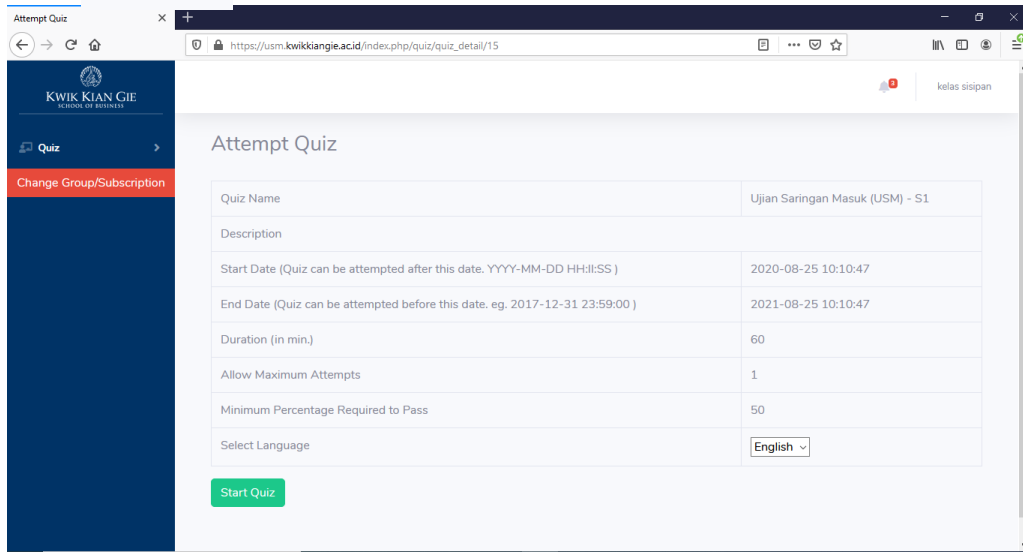 Attempt Quiz
https://usm.kwikkiangie.ac.id/index.php/quiz/quiz_detail/15
KWIK KIAN GIE
SCHOOL OF BUSINESS
3
kelas sisipan
Quiz
Change Group/Subscription
Attempt Quiz
Quiz Name Ujian Saringan Masuk (USM) - S1
Description
Start Date (Quiz can be attempted after this date. YYYY-MM-DD HH:II:SS ) 2020-08-25 10:10:47
End Date (Quiz can be attempted before this date. eg. 2017-12-31 23:59:00 ) 2021-08-25 10:10:47
Duration (in min.) 60
Allow Maximum Attempts 1
Minimum Percentage Required to Pass 50
Select Language English
Start Quiz